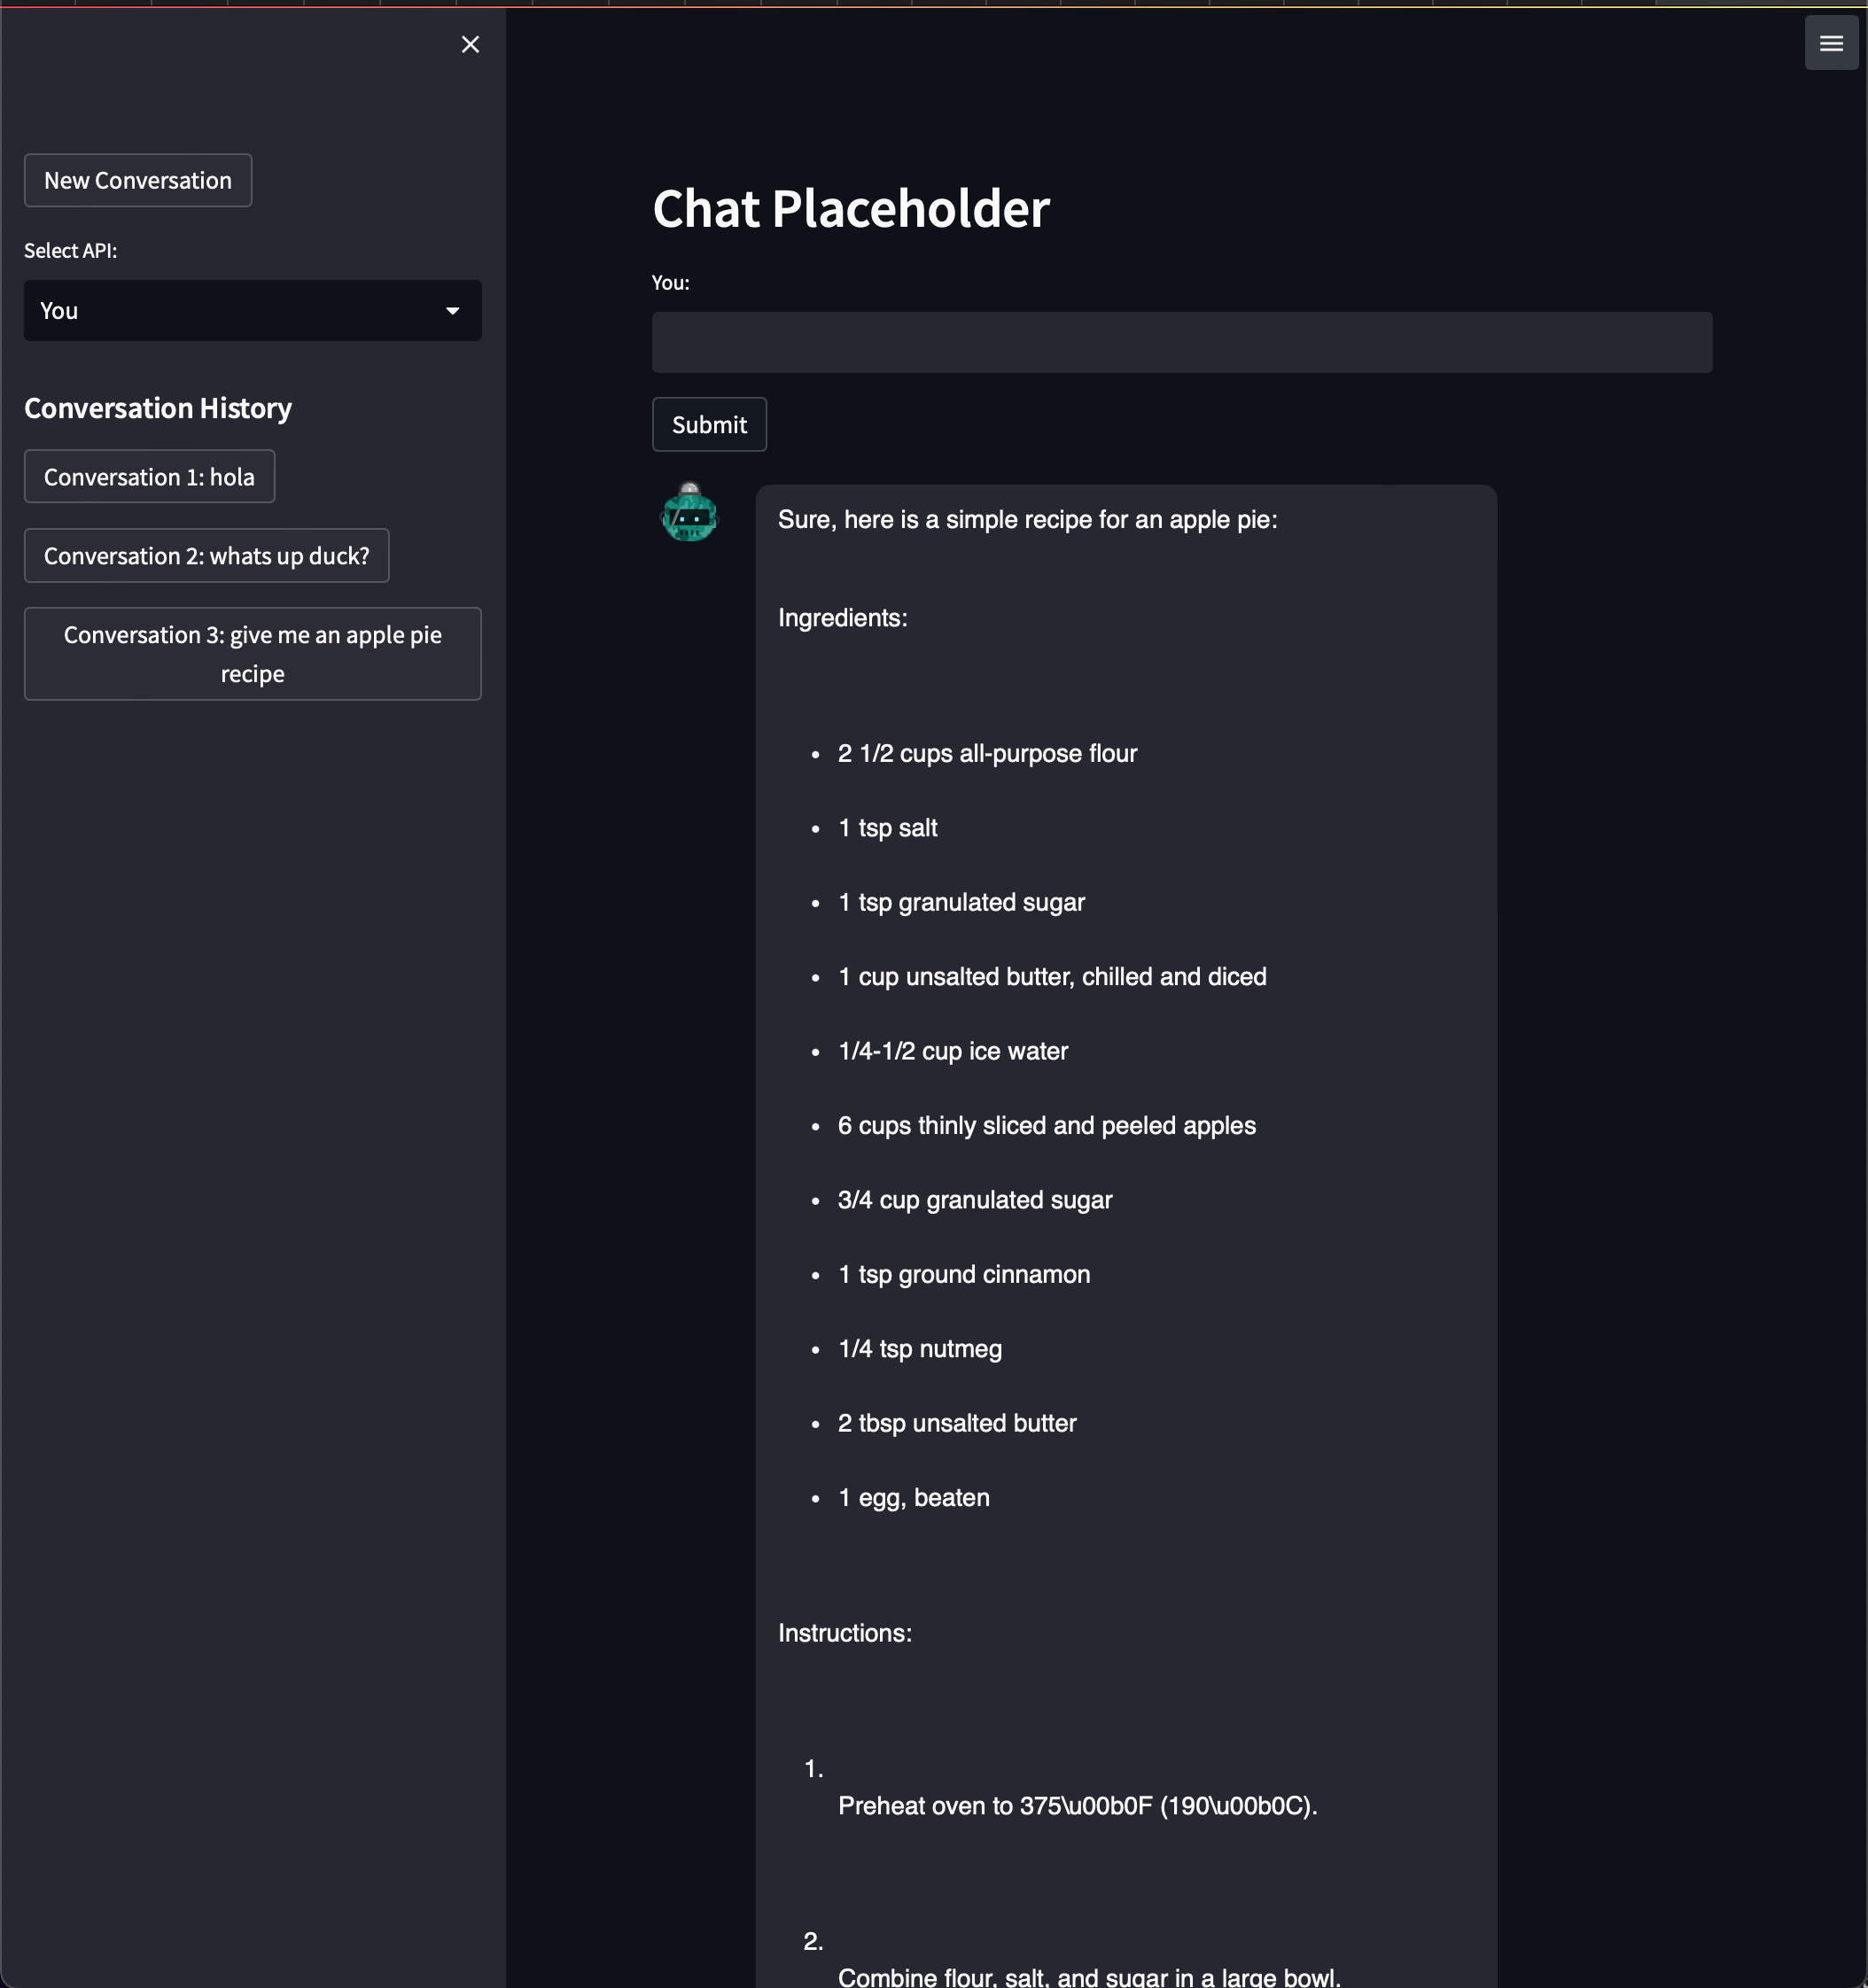 New Conversation
Select API:
You
Conversation History
Conversation 1: hola
Conversation 2: whats up duck?
Conversation 3: give me an apple pie
recipe
Chat Placeholder
You:
Submit
Sure, here is a simple recipe for an apple pie:
Ingredients:
• 2 1/2 cups all-purpose flour
• 1 tsp salt
• 1 tsp granulated sugar
• 1 cup unsalted butter, chilled and diced
• 1/4-1/2 cup ice water
• 6 cups thinly sliced and peeled apples
• 3/4 cup granulated sugar
• 1 tsp ground cinnamon
• 1/4 tsp nutmeg
• 2 tbsp unsalted butter
• 1 egg, beaten
Instructions:
1.
Preheat oven to 375\u00b0F (190\u00b0C).
2.
Combine flour, salt, and sugar in a large bowl.